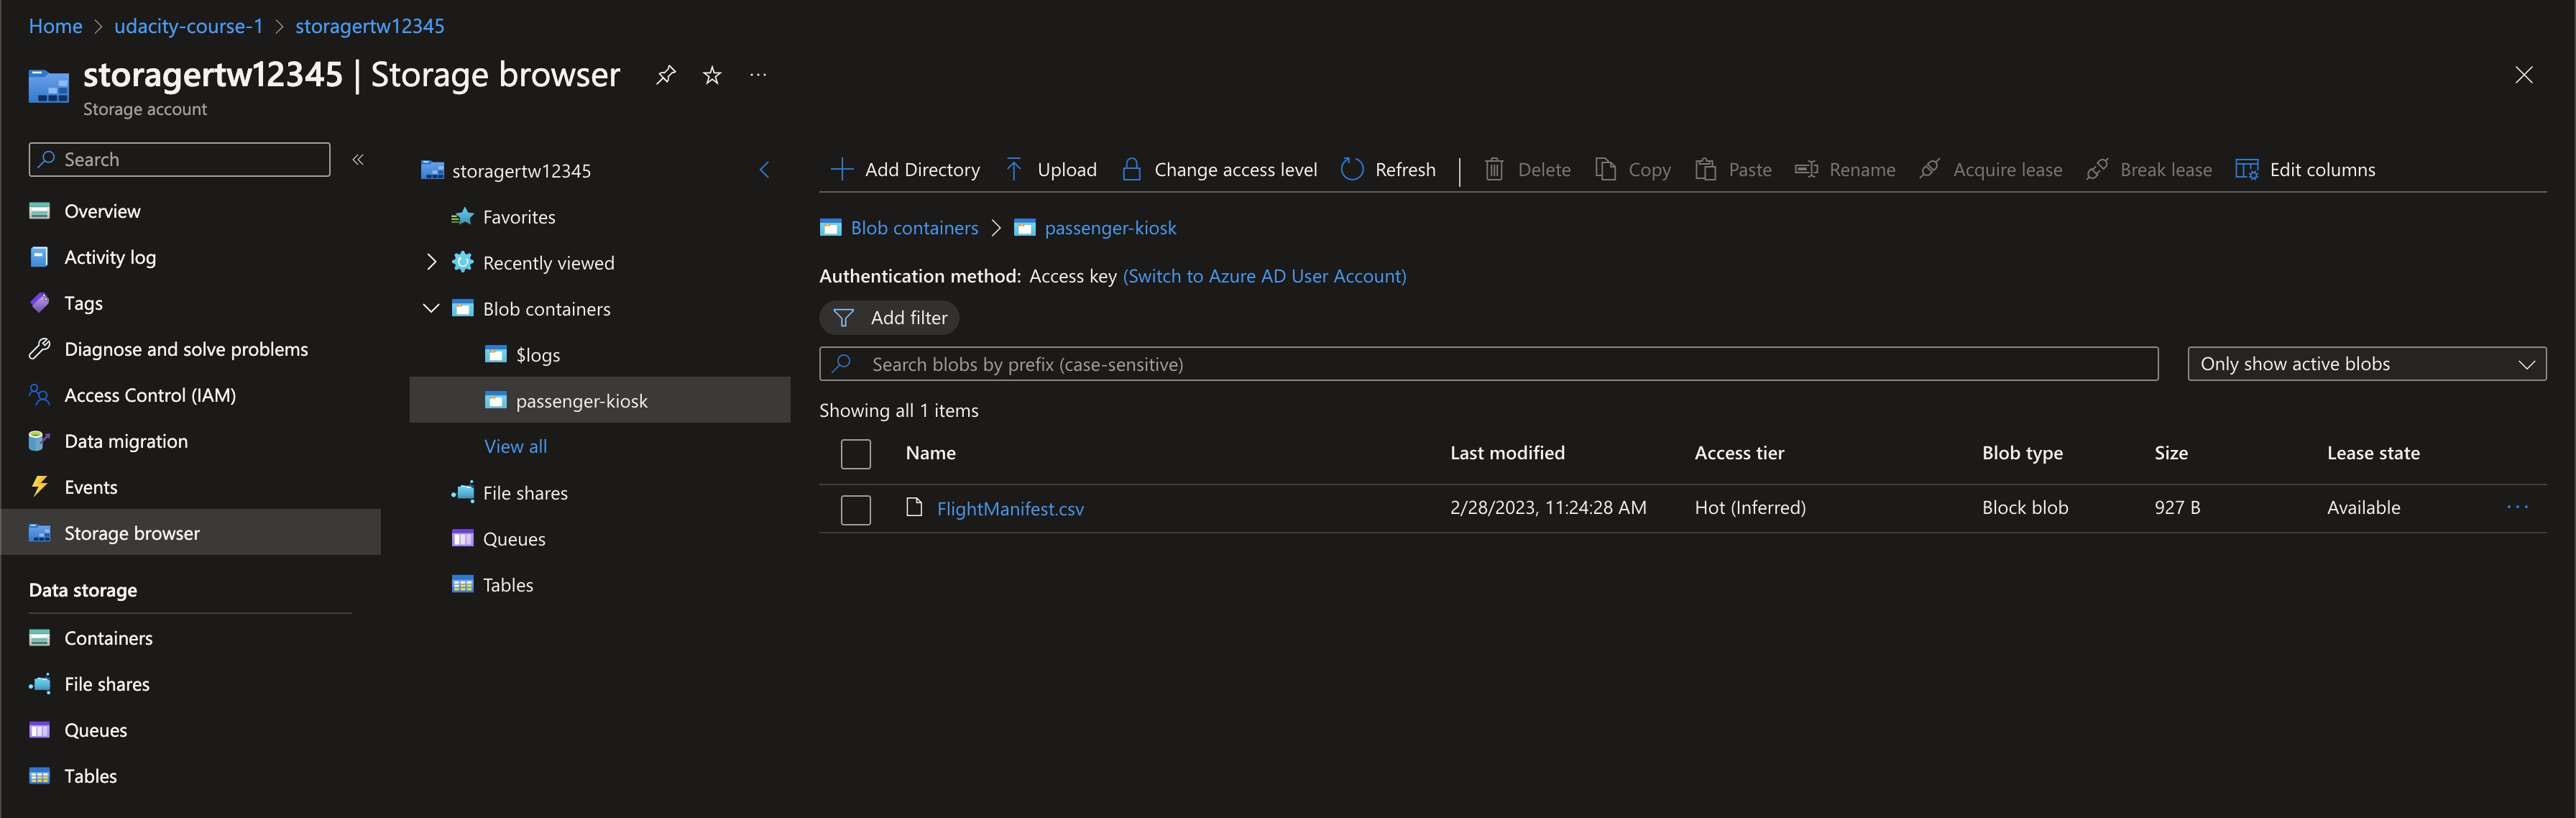 Home > udacity-course-1 > storagertw12345
storagertw12345 | Storage browser ...
Storage account
Search
«
Overview
Activity log
Tags
Diagnose and solve problems
Access Control (IAM)
Data migration
Events
Storage browser
Data storage
Containers
File shares
Queues
Tables
storagertw12345
Favorites
Recently viewed
Blob containers
$logs
passenger-kiosk
View all
File shares
Queues
Tables
Add Directory Upload Change access level Refresh | Delete Copy Paste Rename Acquire lease Break lease Edit columns
Blob containers > passenger-kiosk
Authentication method: Access key (Switch to Azure AD User Account)
Add filter
Search blobs by prefix (case-sensitive) Only show active blobs
Showing all 1 items
Name Last modified Access tier Blob type Size Lease state
FlightManifest.csv 2/28/2023, 11:24:28 AM Hot (Inferred) Block blob 927 B Available ...